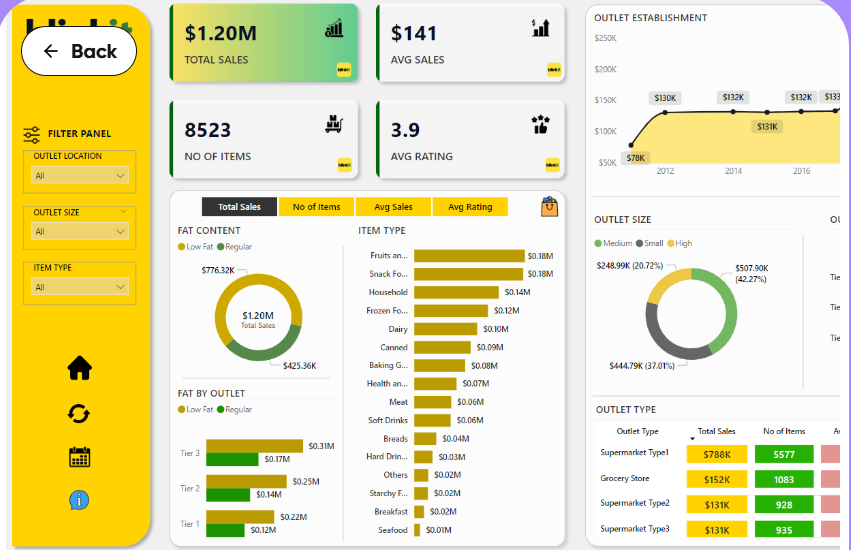 Back
FILTER PANEL
OUTLET LOCATION
All
OUTLET SIZE
All
ITEM TYPE
All
$1.20M
TOTAL SALES
$141
AVG SALES
8523
NO OF ITEMS
3.9
AVG RATING
Total Sales
No of Items
Avg Sales
Avg Rating
FAT CONTENT
Low Fat Regular
$776.32K
$1.20M
Total Sales
$425.36K
FAT BY OUTLET
Low Fat Regular
Tier 3 $0.31M
$0.17M
Tier 2 $0.25M
$0.14M
Tier 1 $0.22M
$0.12M
ITEM TYPE
Fruits an... $0.18M
Snack Fo... $0.18M
Household $0.14M
Frozen Fo... $0.12M
Dairy $0.10M
Canned $0.09M
Baking G... $0.08M
Health an... $0.07M
Meat $0.06M
Soft Drinks $0.06M
Breads $0.04M
Hard Drin... $0.03M
Others $0.02M
Starchy F... $0.02M
Breakfast $0.02M
Seafood $0.01M
OUTLET ESTABLISHMENT
$250K
$200K
$150K
$100K
$50K
$78K
$130K
$132K
$131K
$132K
$133
2012
2014
2016
OUTLET SIZE
Medium Small High
$248.99K (20.72%)
$507.90K
(42.27%)
$444.79K (37.01%)
OU
Tie
Tie
Tie
OUTLET TYPE
Outlet Type Total Sales No of Items
Supermarket Type1 $788K 5577
Grocery Store $152K 1083
Supermarket Type2 $131K 928
Supermarket Type3 $131K 935